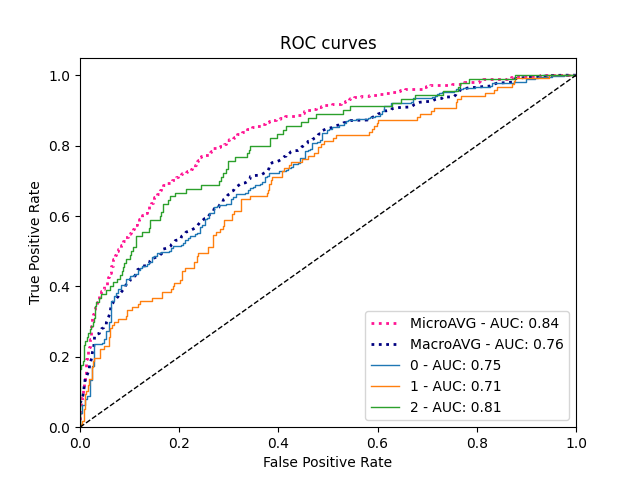 ROC curves
True Positive Rate
1.0
0.8
0.6
0.4
0.2
0.0
0.0 0.2 0.4 0.6 0.8 1.0
False Positive Rate
MicroAVG - AUC: 0.84
MacroAVG - AUC: 0.76
0 - AUC: 0.75
1 - AUC: 0.71
2 - AUC: 0.81